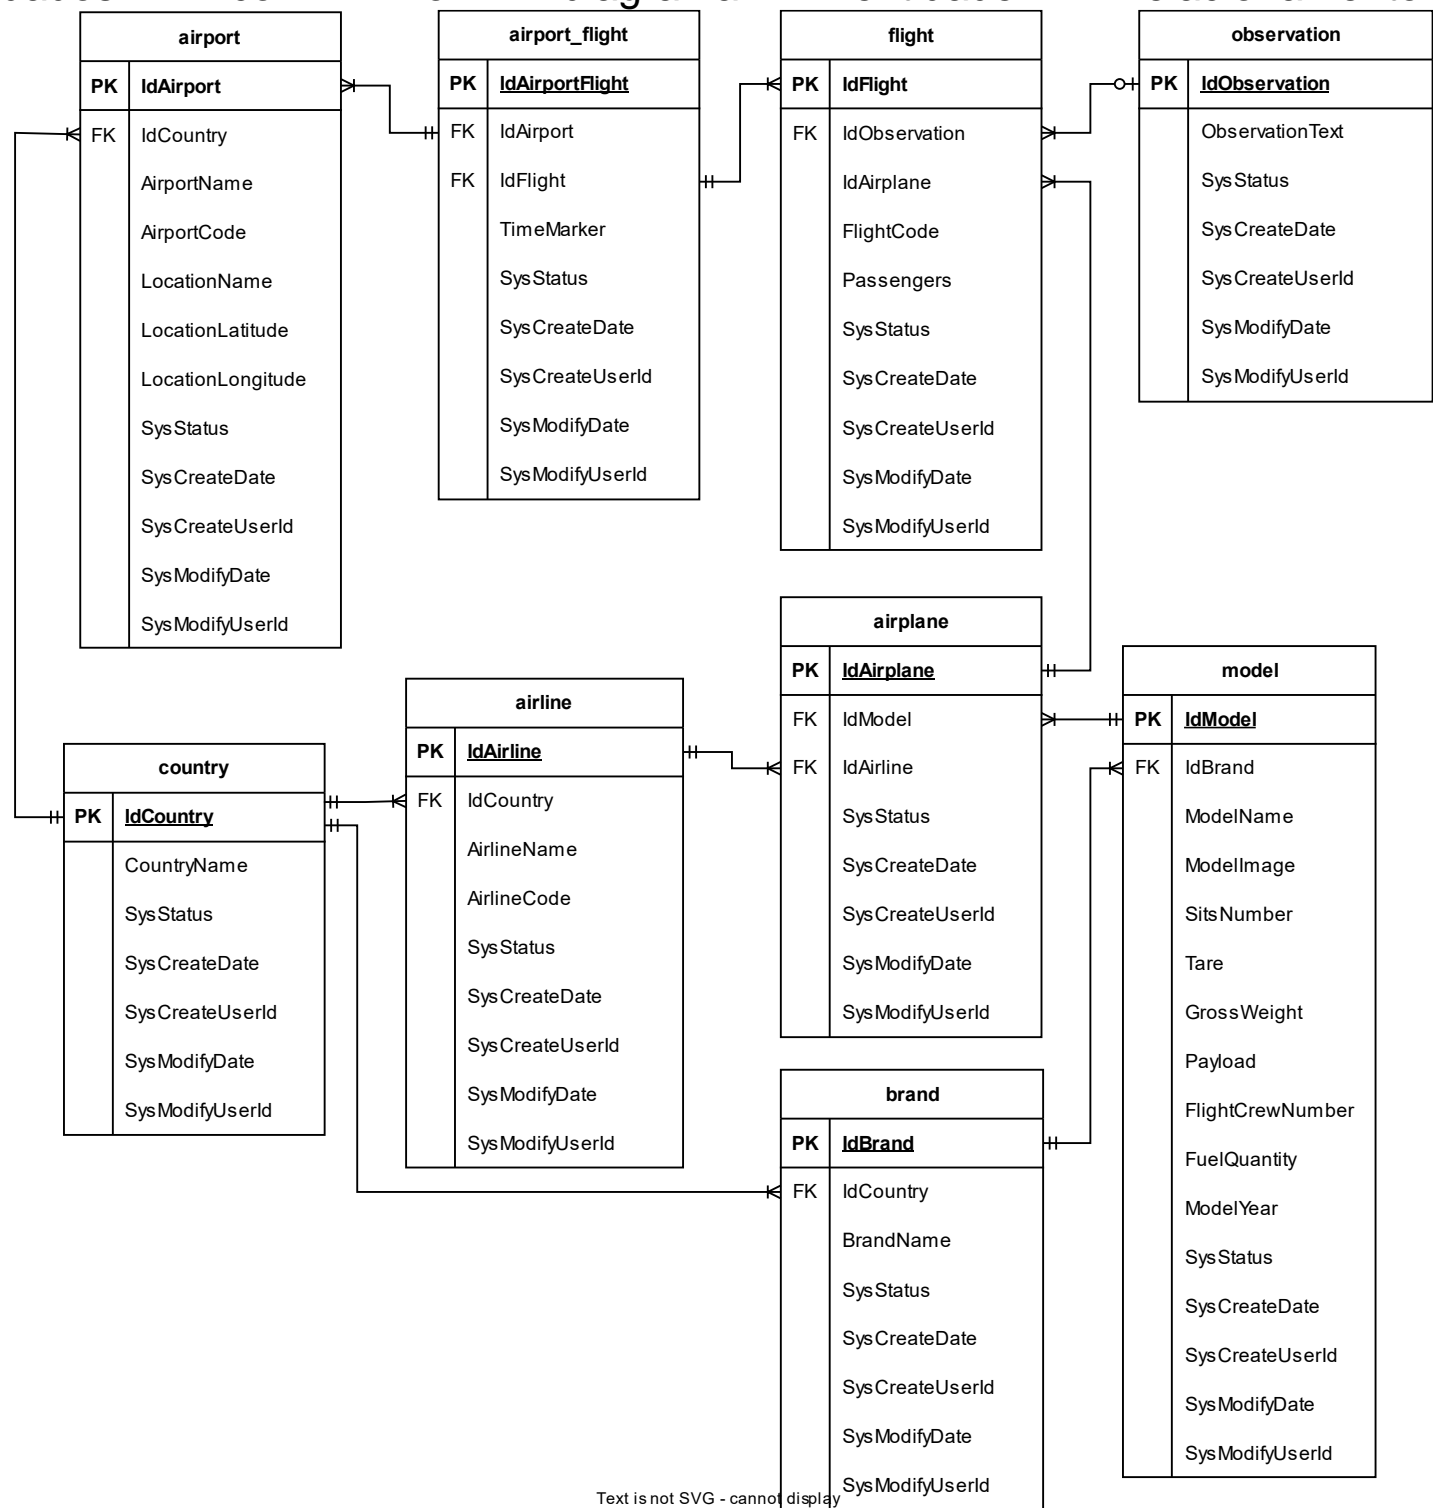 airport
PK IdAirport
FK IdCountry
AirportName
AirportCode
LocationName
LocationLatitude
LocationLongitude
SysStatus
SysCreateDate
SysCreateUserId
SysModifyDate
SysModifyUserId
airport_flight
PK IdAirportFlight
FK IdAirport
FK IdFlight
TimeMarker
SysStatus
SysCreateDate
SysCreateUserId
SysModifyDate
SysModifyUserId
flight
PK IdFlight
FK IdObservation
IdAirplane
FlightCode
Passengers
SysStatus
SysCreateDate
SysCreateUserId
SysModifyDate
SysModifyUserId
observation
PK IdObservation
ObservationText
SysStatus
SysCreateDate
SysCreateUserId
SysModifyDate
SysModifyUserId
country
PK IdCountry
CountryName
SysStatus
SysCreateDate
SysCreateUserId
SysModifyDate
SysModifyUserId
airline
PK IdAirline
FK IdCountry
AirlineName
AirlineCode
SysStatus
SysCreateDate
SysCreateUserId
SysModifyDate
SysModifyUserId
airplane
PK IdAirplane
FK IdModel
FK IdAirline
SysStatus
SysCreateDate
SysCreateUserId
SysModifyDate
SysModifyUserId
model
PK IdModel
FK IdBrand
ModelName
ModelImage
SitsNumber
Tare
GrossWeight
Payload
FlightCrewNumber
FuelQuantity
ModelYear
SysStatus
SysCreateDate
SysCreateUserId
SysModifyDate
SysModifyUserId
brand
PK IdBrand
FK IdCountry
BrandName
SysStatus
SysCreateDate
SysCreateUserId
SysModifyDate
SysModifyUserId
Text is not SVG - cannot display